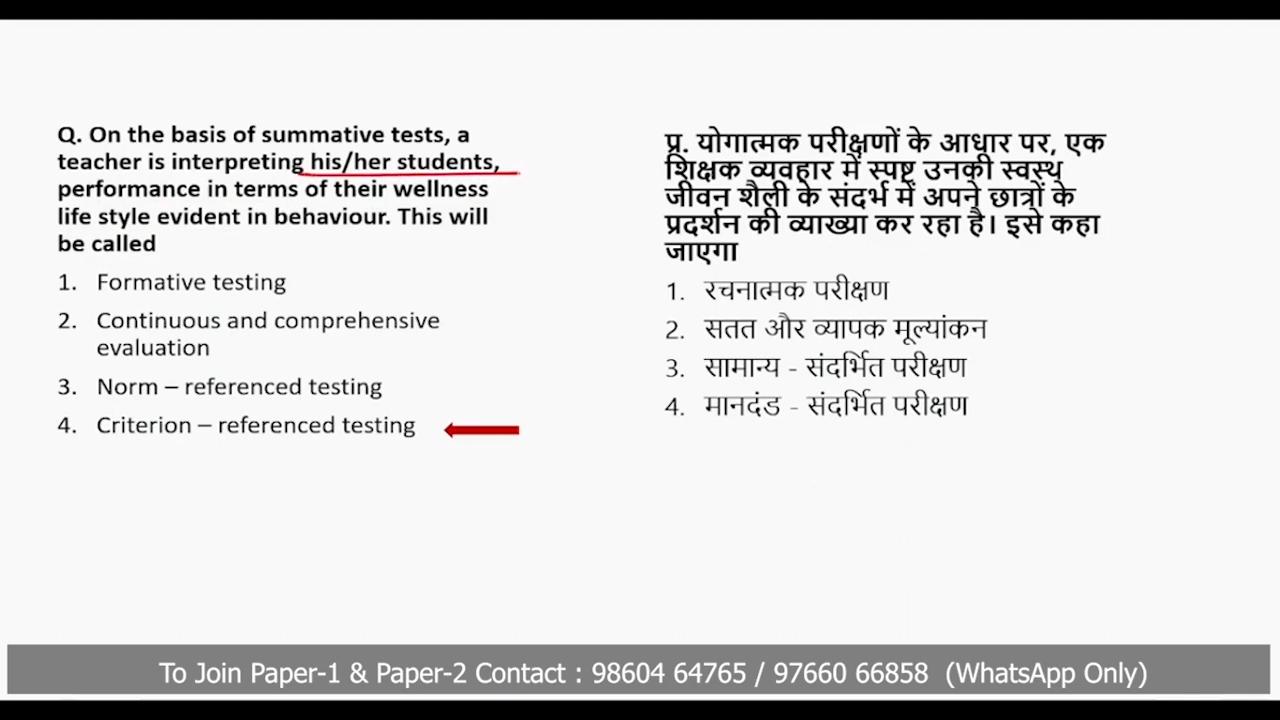 Q. On the basis of summative tests, a
teacher is interpreting his/her students,
performance in terms of their wellness
life style evident in behaviour. This will
be called
1. Formative testing
2. Continuous and comprehensive
evaluation
3. Norm – referenced testing
4. Criterion – referenced testing
प्र. योगात्मक परीक्षणों के आधार पर, एक
शिक्षक व्यवहार में स्पष्ट उनकी स्वस्थ
जीवन शैली के संदर्भ में अपने छात्रों के
प्रदर्शन की व्याख्या कर रहा है। इसे कहा
जाएगा
1. रचनात्मक परीक्षण
2. सतत और व्यापक मूल्यांकन
3. सामान्य - संदर्भित परीक्षण
4. मानदंड - संदर्भित परीक्षण
To Join Paper-1 & Paper-2 Contact : 98604 64765 / 97660 66858 (WhatsApp Only)